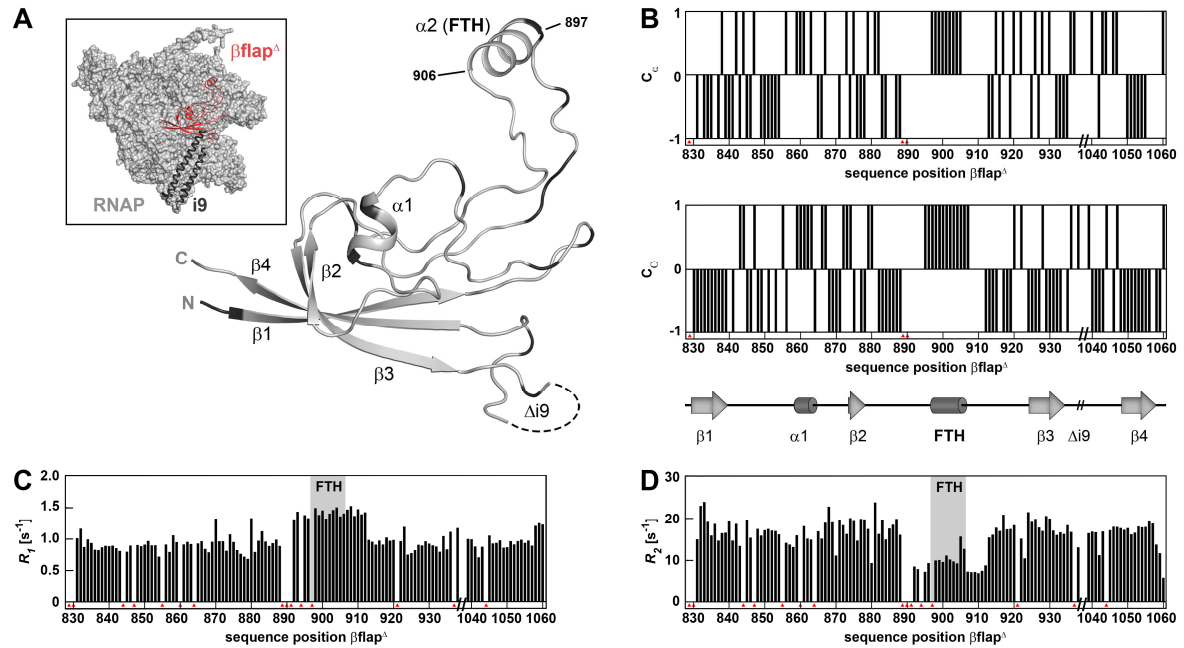 A
βflapΔ
RNAP
i9
α2 (FTH)
897
906
α1
β4
β2
C
N
β1
β3
Δi9
B
1
0
-1
Cα
830 840 850 860 870 880 890 900 910 920 930 1040 1050 1060
sequence position βflapΔ
1
0
-1
830 840 850 860 870 880 890 900 910 920 930 1040 1050 1060
sequence position βflapΔ
β1 α1 β2 FTH β3 Δi9 β4
C
R1 [s-1]
2.0
1.5
1.0
0.5
0
FTH
830 840 850 860 870 880 890 900 910 920 930 1040 1050 1060
sequence position βflapΔ
D
R2 [s-1]
30
20
10
0
FTH
830 840 850 860 870 880 890 900 910 920 930 1040 1050 1060
sequence position βflapΔ